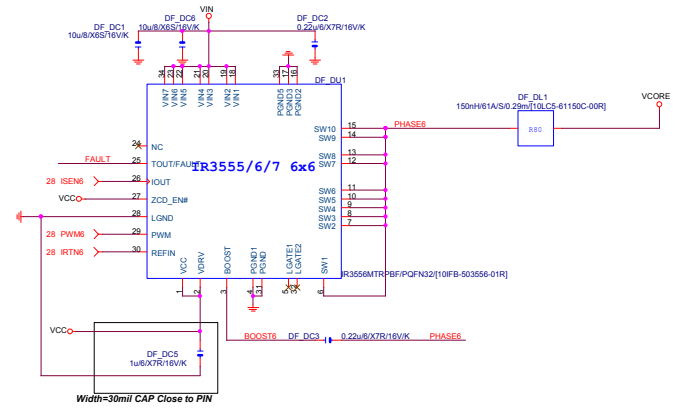 VIN
DF_DC1
10u/8/X6S/16V/K
DF_DC6
10u/8/X6S/16V/K
DF_DC2
0.22u/6/X7R/16V/K
34 23 22 5 21 20 19 18
33 17 16
VIN7 VIN6 VIN5 VIN4 VIN3 VIN2 VIN1
PGND5 PGND3 PGND2
DF_DU1
DF_DL1
150nH/61A/S/0.29m/[10LC5-61150C-00R]
VCORE
R80
PHASE6
SW10 15
SW9 14
SW8 13
SW7 12
SW6 11
SW5 10
SW4 9
SW3 8
SW2 7
24 NC
FAULT 25 TOUT/FAULT
IR3555/6/7 6x6
28 ISEN6 26 IOUT
VCC 27 ZCD_EN#
28 LGND
28 PWM6 29 PWM
28 IRTN6 30 REFIN
VCC VDRV BOOST PGND1 PGND LGATE1 LGATE2 SW1
IR3556MTRPBF/PQFN32/[10IFB-503556-01R]
1 2 3 4 31 5 32 6
VCC
BOOST6 DF_DC3 0.22u/6/X7R/16V/K PHASE6
DF_DC5
1u/6/X7R/16V/K
Width=30mil CAP Close to PIN